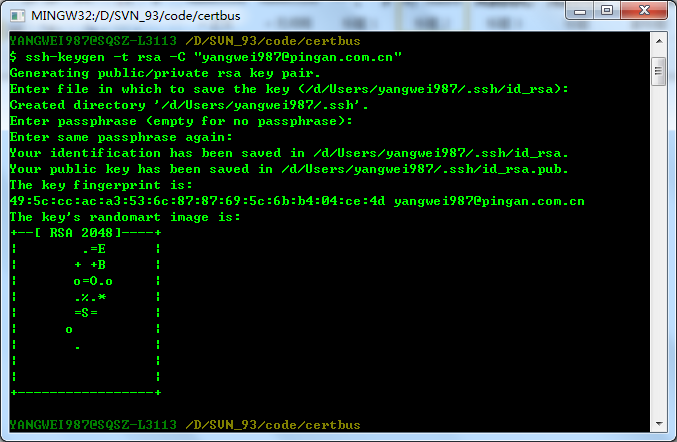 MINGW32:/D/SVN_93/code/certbus
YANGWEI987@SQSZ-L3113 /D/SVN_93/code/certbus
$ ssh-keygen -t rsa -C "yangwei987@pingan.com.cn"
Generating public/private rsa key pair.
Enter file in which to save the key (/d/Users/yangwei987/.ssh/id_rsa):
Created directory '/d/Users/yangwei987/.ssh'.
Enter passphrase (empty for no passphrase):
Enter same passphrase again:
Your identification has been saved in /d/Users/yangwei987/.ssh/id_rsa.
Your public key has been saved in /d/Users/yangwei987/.ssh/id_rsa.pub.
The key fingerprint is:
49:5c:cc:ac:a3:53:6c:87:87:69:5c:6b:b4:04:ce:4d yangwei987@pingan.com.cn
The key's randomart image is:
+--[ RSA 2048]----+
|        .=E      |
|       + +B      |
|       o=O.o     |
|       .%.*      |
|       =S=       |
|      o          |
|       .         |
|                 |
|                 |
+-----------------+
YANGWEI987@SQSZ-L3113 /D/SVN_93/code/certbus